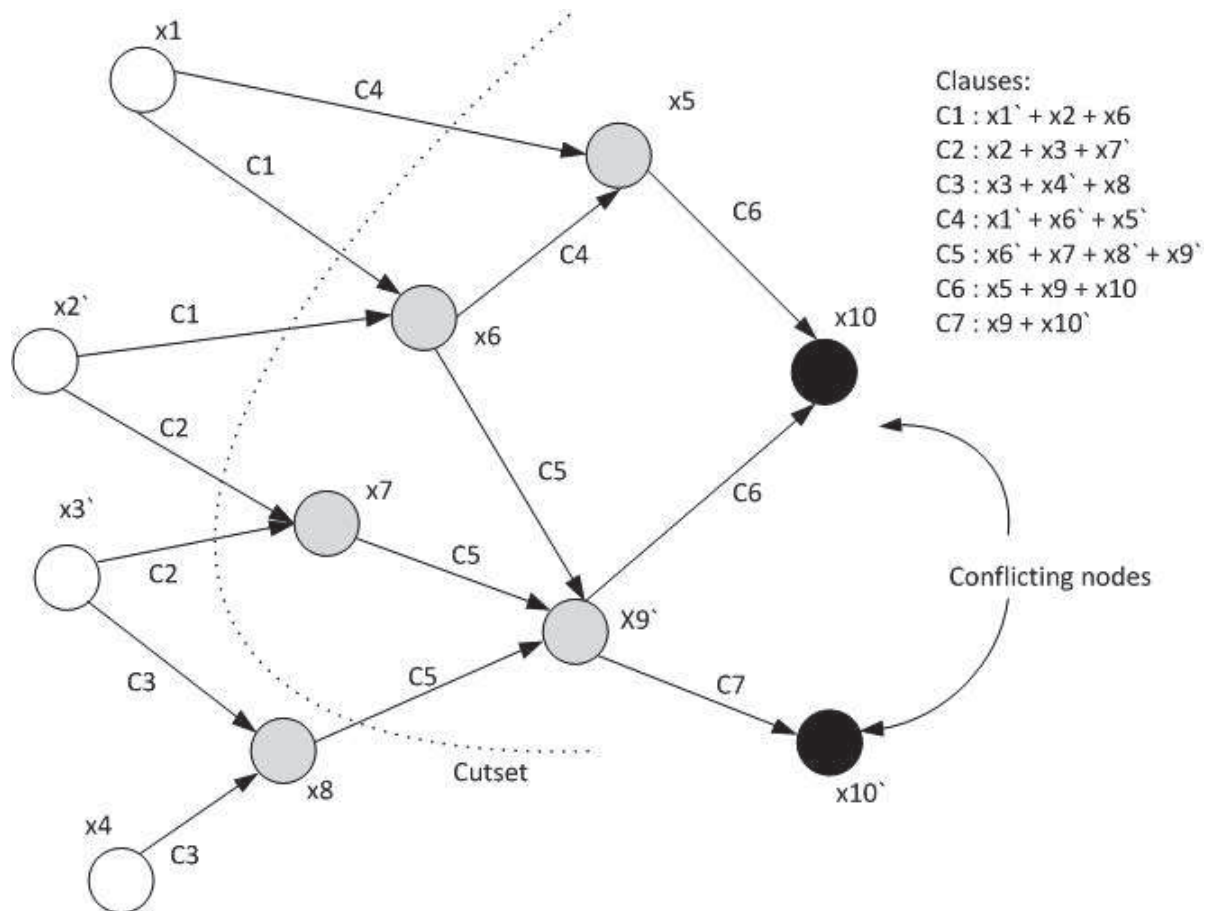 x1
C4
x5
C1
C6
C4
x2`
C1
x6
x10
C2
x7
C5
C6
x3`
C2
C5
X9`
C3
C5
C7
Cutset
x8
x10`
x4
C3
Conflicting nodes
Clauses:
C1 : x1` + x2 + x6
C2 : x2 + x3 + x7`
C3 : x3 + x4` + x8
C4 : x1` + x6` + x5`
C5 : x6` + x7 + x8` + x9`
C6 : x5 + x9 + x10
C7 : x9 + x10`